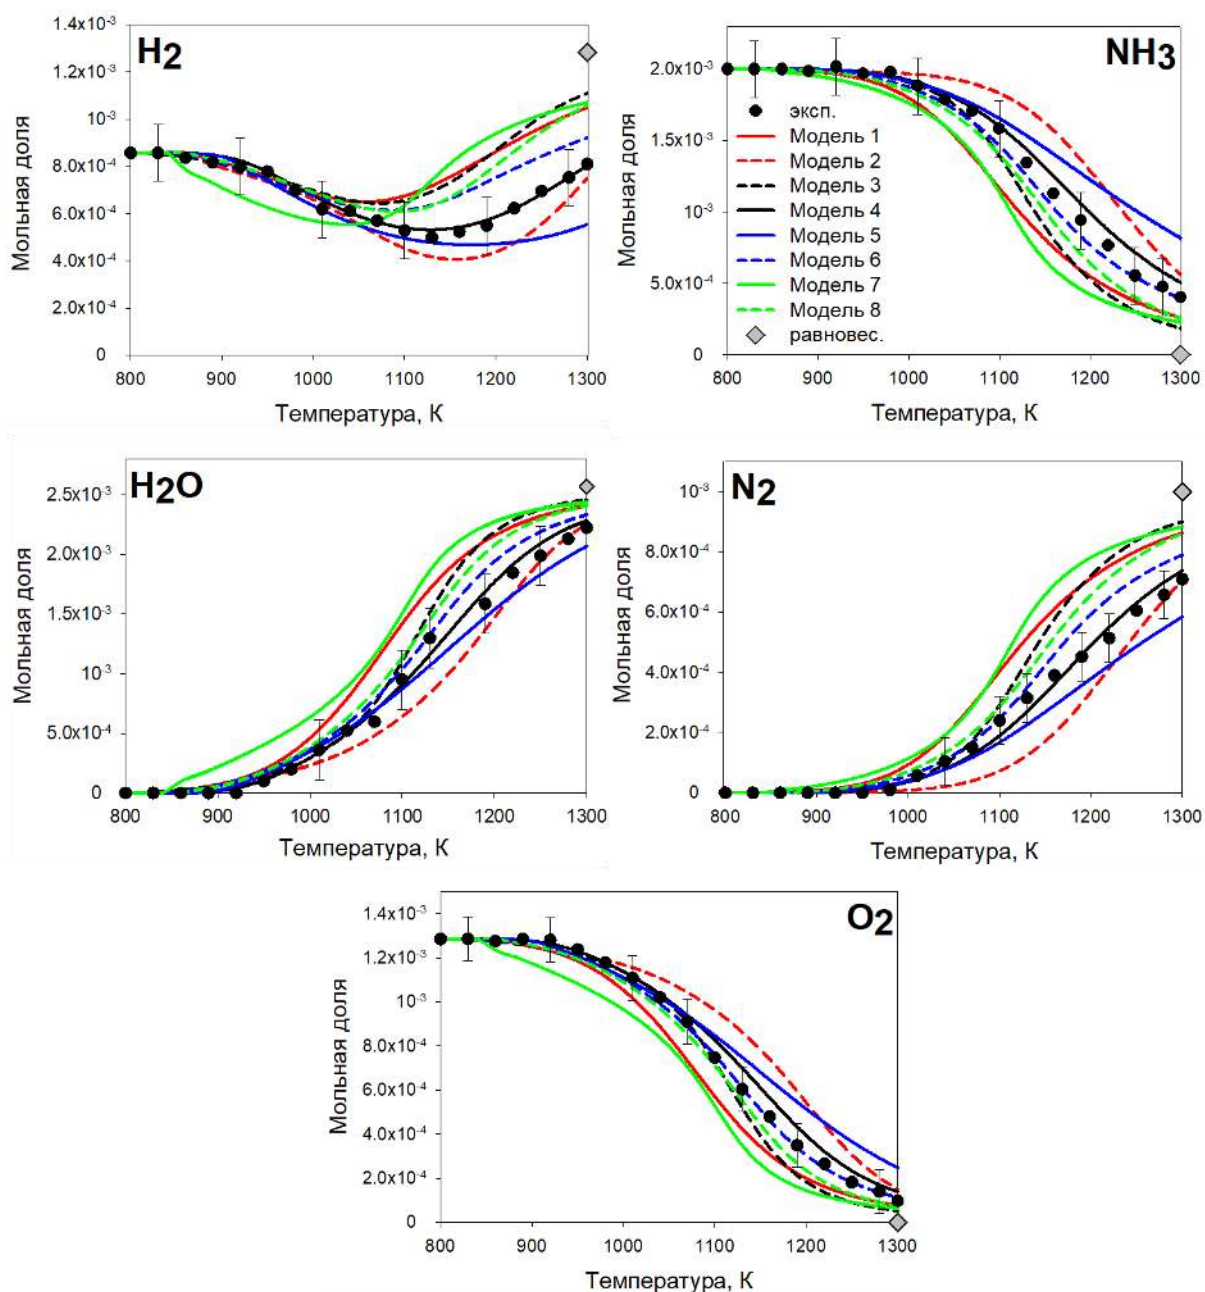 H2
Мольная доля
1.4x10-3
1.2x10-3
10-3
8.0x10-4
6.0x10-4
4.0x10-4
2.0x10-4
0
800 900 1000 1100 1200 1300
Температура, К
NH3
Мольная доля
2.0x10-3
1.5x10-3
10-3
5.0x10-4
0
эксп.
Модель 1
Модель 2
Модель 3
Модель 4
Модель 5
Модель 6
Модель 7
Модель 8
равновес.
800 900 1000 1100 1200 1300
Температура, К
H2O
Мольная доля
2.5x10-3
2.0x10-3
1.5x10-3
10-3
5.0x10-4
0
800 900 1000 1100 1200 1300
Температура, К
N2
Мольная доля
10-3
8.0x10-4
6.0x10-4
4.0x10-4
2.0x10-4
0
800 900 1000 1100 1200 1300
Температура, К
O2
Мольная доля
1.4x10-3
1.2x10-3
10-3
8.0x10-4
6.0x10-4
4.0x10-4
2.0x10-4
0
800 900 1000 1100 1200 1300
Температура, К